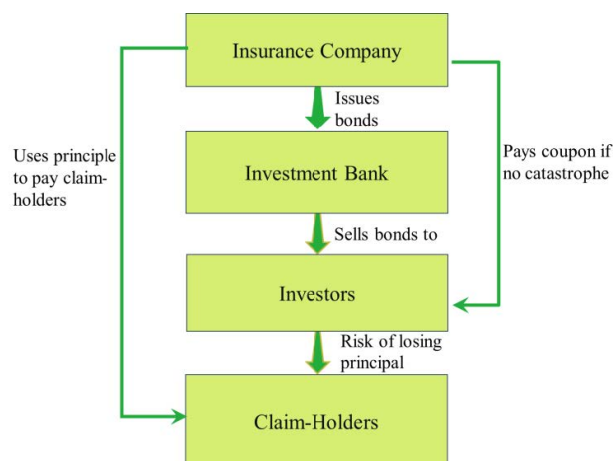 Insurance Company
Issues
bonds
Uses principle
to pay claim-
holders
Pays coupon if
no catastrophe
Investment Bank
Sells bonds to
Investors
Risk of losing
principal
Claim-Holders